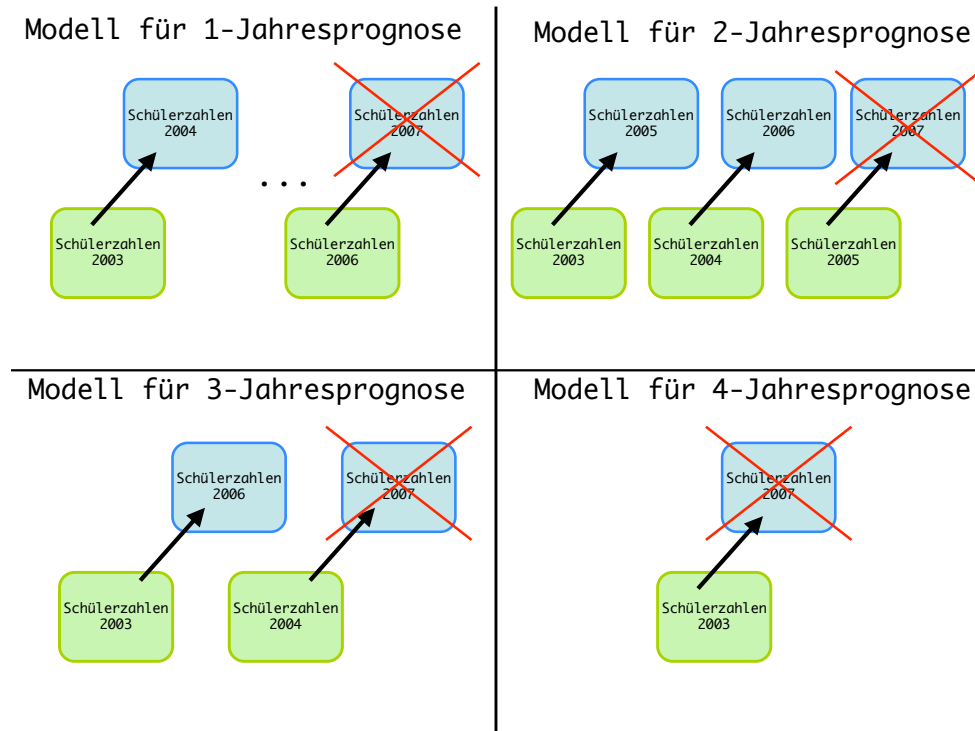 Modell für 1-Jahresprognose
Schülerzahlen
2004
Schülerzahlen
2007
...
Schülerzahlen
2003
Schülerzahlen
2006
Modell für 2-Jahresprognose
Schülerzahlen
2005
Schülerzahlen
2006
Schülerzahlen
2007
Schülerzahlen
2003
Schülerzahlen
2004
Schülerzahlen
2005
Modell für 3-Jahresprognose
Schülerzahlen
2006
Schülerzahlen
2007
Schülerzahlen
2003
Schülerzahlen
2004
Modell für 4-Jahresprognose
Schülerzahlen
2007
Schülerzahlen
2003